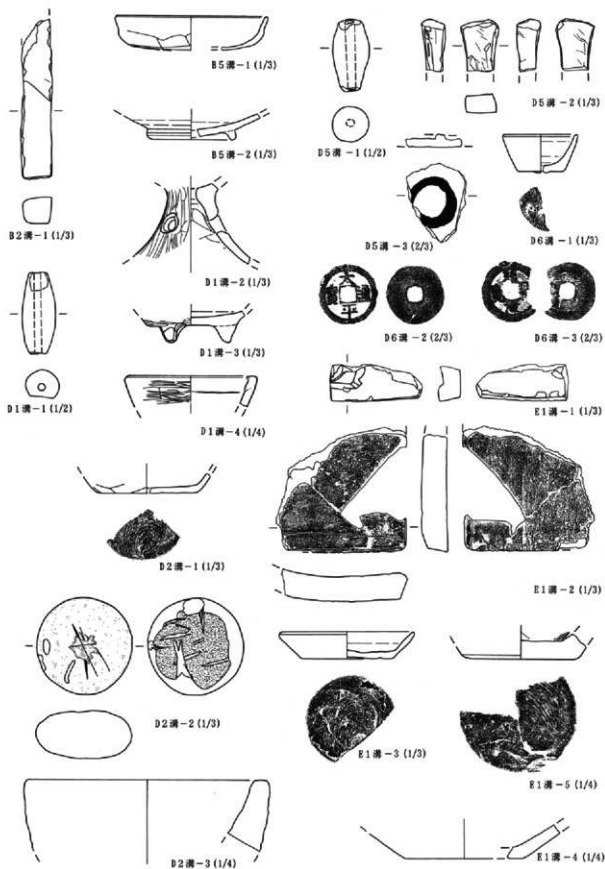 B5溝-1 (1/3)
B2溝-1 (1/3)
B5溝-2 (1/3)
D1溝-2 (1/3)
D1溝-1 (1/2)
D1溝-3 (1/3)
D1溝-4 (1/4)
D2溝-1 (1/3)
D2溝-2 (1/3)
D2溝-3 (1/4)
D5溝-1 (1/2)
D5溝-2 (1/3)
D5溝-3 (2/3)
D6溝-1 (1/3)
D6溝-2 (2/3)
D6溝-3 (2/3)
E1溝-1 (1/3)
E1溝-2 (1/3)
E1溝-3 (1/3)
E1溝-5 (1/4)
E1溝-4 (1/4)